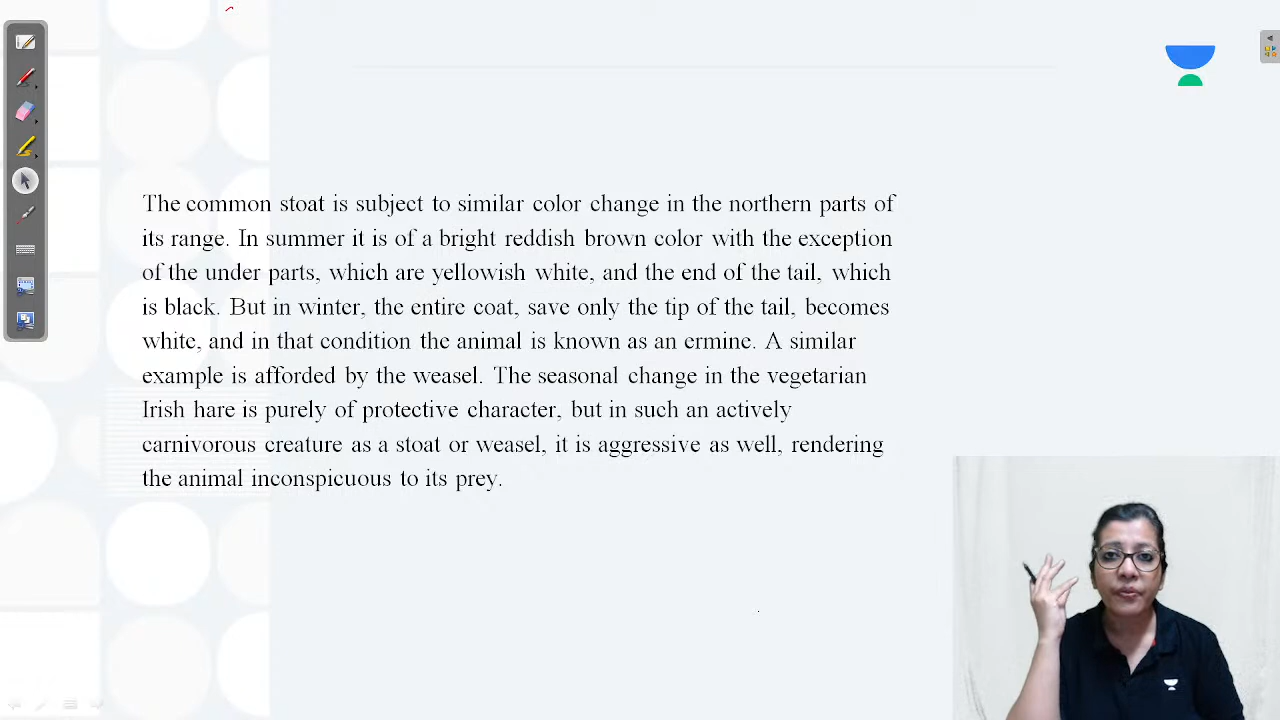 The common stoat is subject to similar color change in the northern parts of
its range. In summer it is of a bright reddish brown color with the exception
of the under parts, which are yellowish white, and the end of the tail, which
is black. But in winter, the entire coat, save only the tip of the tail, becomes
white, and in that condition the animal is known as an ermine. A similar
example is afforded by the weasel. The seasonal change in the vegetarian
Irish hare is purely of protective character, but in such an actively
carnivorous creature as a stoat or weasel, it is aggressive as well, rendering
the animal inconspicuous to its prey.